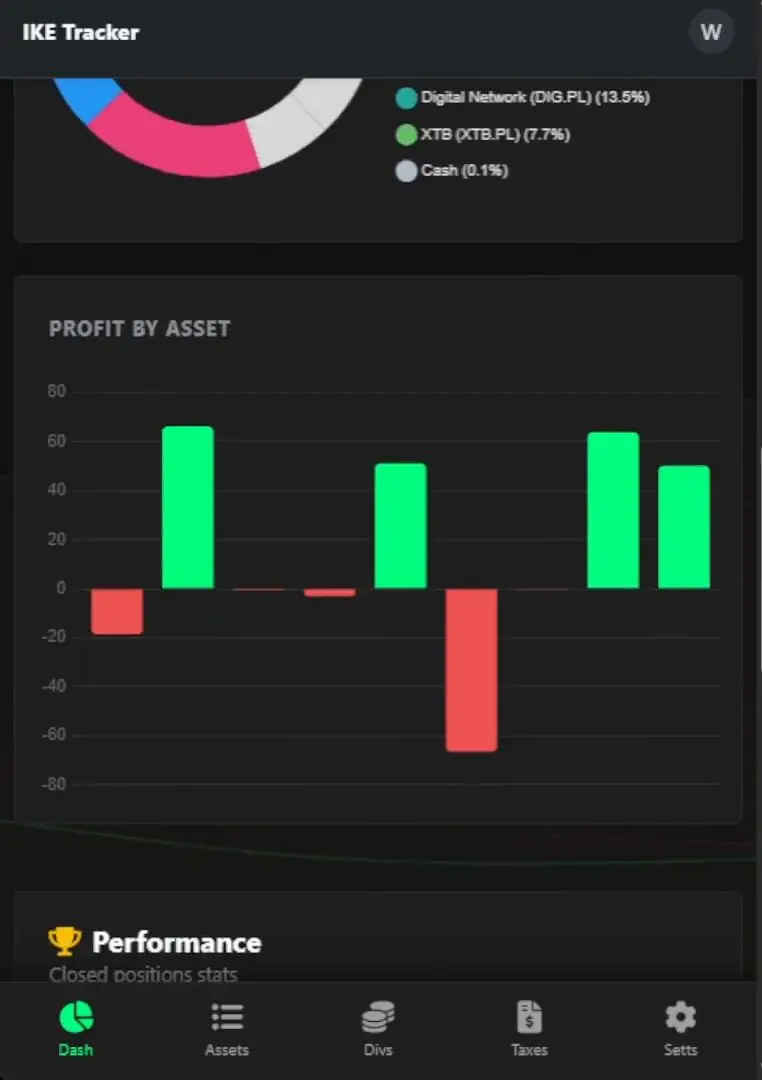 IKE Tracker
W
Digital Network (DIG.PL) (13.5%)
XTB (XTB.PL) (7.7%)
Cash (0.1%)
PROFIT BY ASSET
80
60
40
20
0
-20
-40
-60
-80
Performance
Closed positions stats
Dash
Assets
Divs
Taxes
Setts